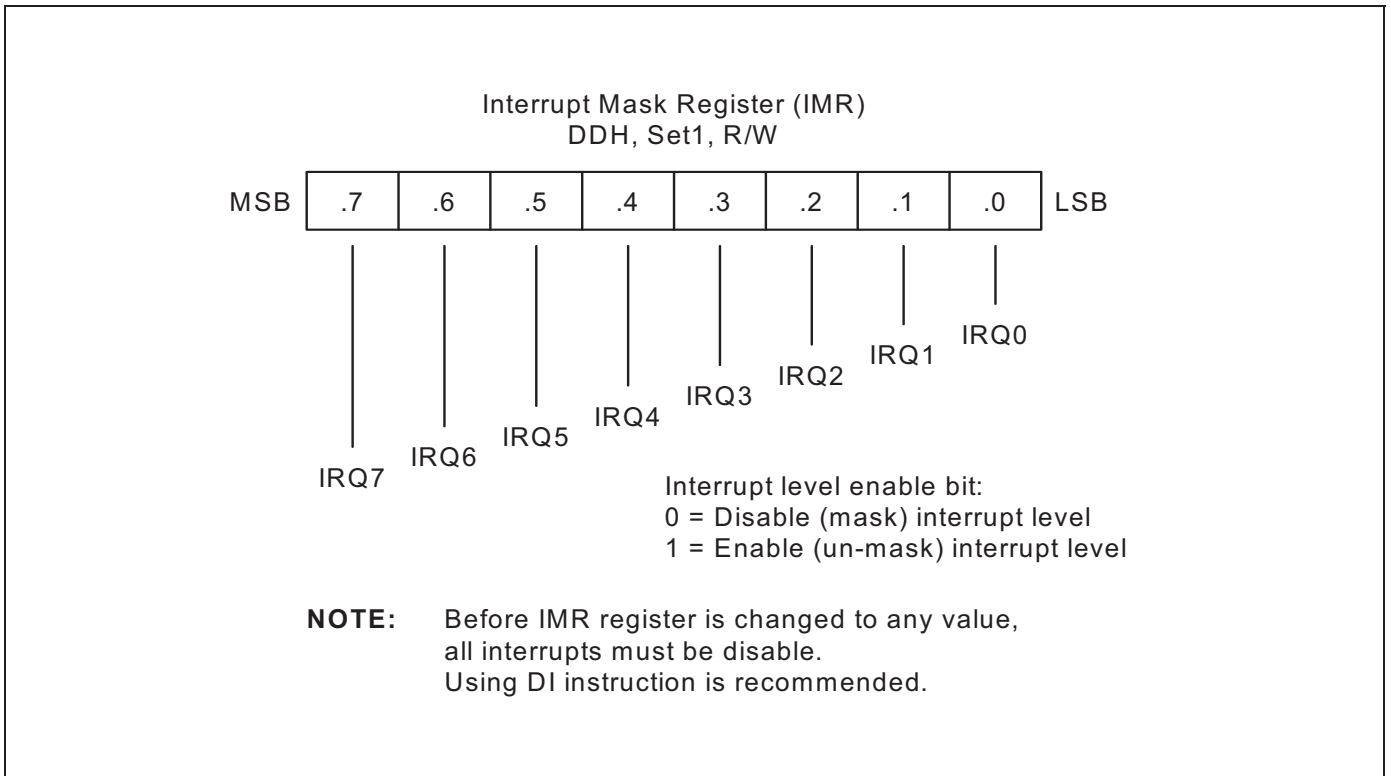 Interrupt Mask Register (IMR)
DDH, Set1, R/W
MSB .7 .6 .5 .4 .3 .2 .1 .0 LSB
IRQ0
IRQ1
IRQ2
IRQ3
IRQ4
IRQ5
IRQ6
IRQ7
Interrupt level enable bit:
0 = Disable (mask) interrupt level
1 = Enable (un-mask) interrupt level
NOTE: Before IMR register is changed to any value,
all interrupts must be disable.
Using DI instruction is recommended.